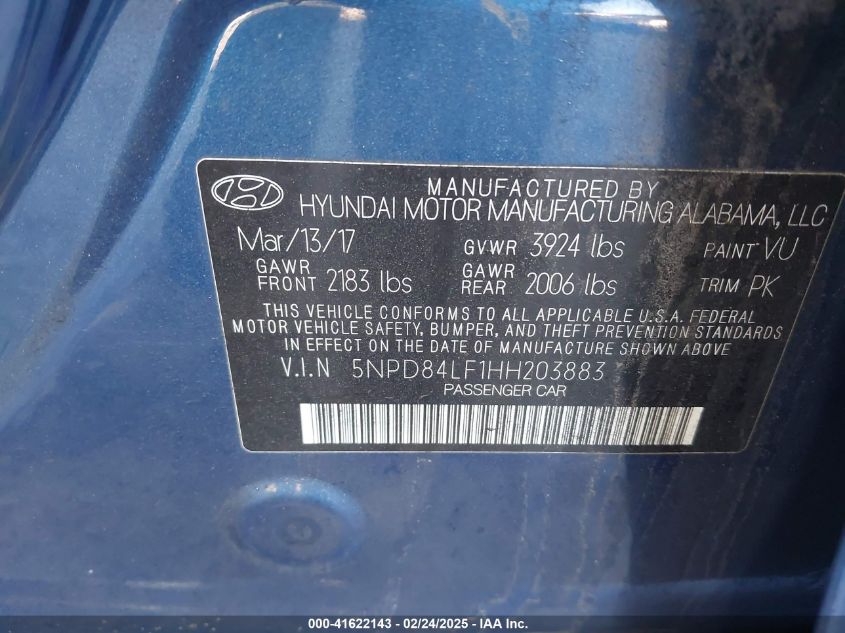 MANUFACTURED BY
HYUNDAI MOTOR MANUFACTURING ALABAMA, LLC
Mar/13/17 GVWR 3924 lbs PAINT VU
GAWR FRONT 2183 lbs GAWR REAR 2006 lbs TRIM PK
THIS VEHICLE CONFORMS TO ALL APPLICABLE U.S.A. FEDERAL
MOTOR VEHICLE SAFETY, BUMPER, AND THEFT PREVENTION STANDARDS
IN EFFECT ON THE DATE OF MANUFACTURE SHOWN ABOVE
V.I.N 5NPD84LF1HH203883
PASSENGER CAR
000-41622143 - 02/24/2025 - IAA Holdings, LLC.